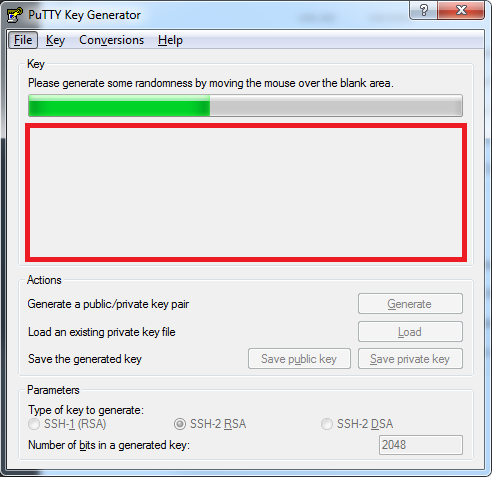 PuTTY Key Generator
File Key Conversions Help
Key
Please generate some randomness by moving the mouse over the blank area.
Actions
Generate a public/private key pair
Generate
Load an existing private key file
Load
Save the generated key
Save public key
Save private key
Parameters
Type of key to generate:
SSH-1 (RSA)
SSH-2 RSA
SSH-2 DSA
Number of bits in a generated key:
2048